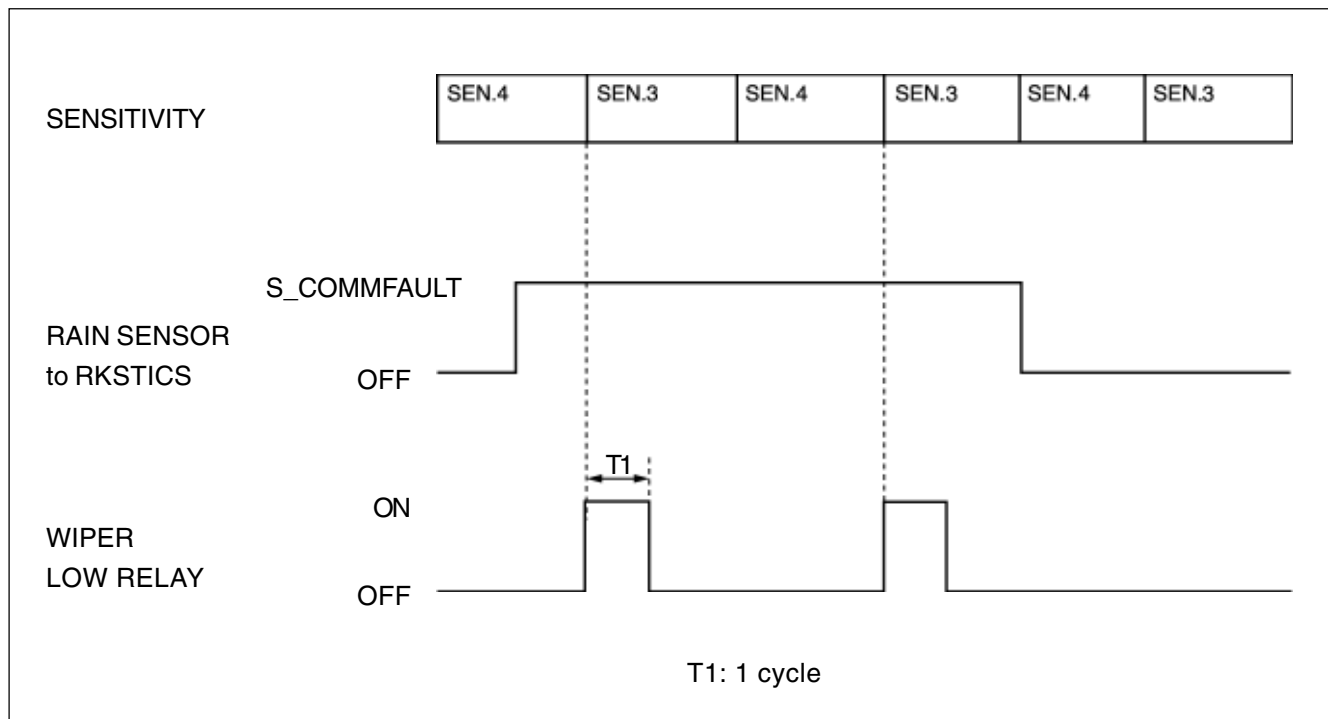 SENSITIVITY
SEN.4 SEN.3 SEN.4 SEN.3 SEN.4 SEN.3
S_COMMFAULT
RAIN SENSOR
to RKSTICS
OFF
T1
ON
WIPER
LOW RELAY
OFF
T1: 1 cycle